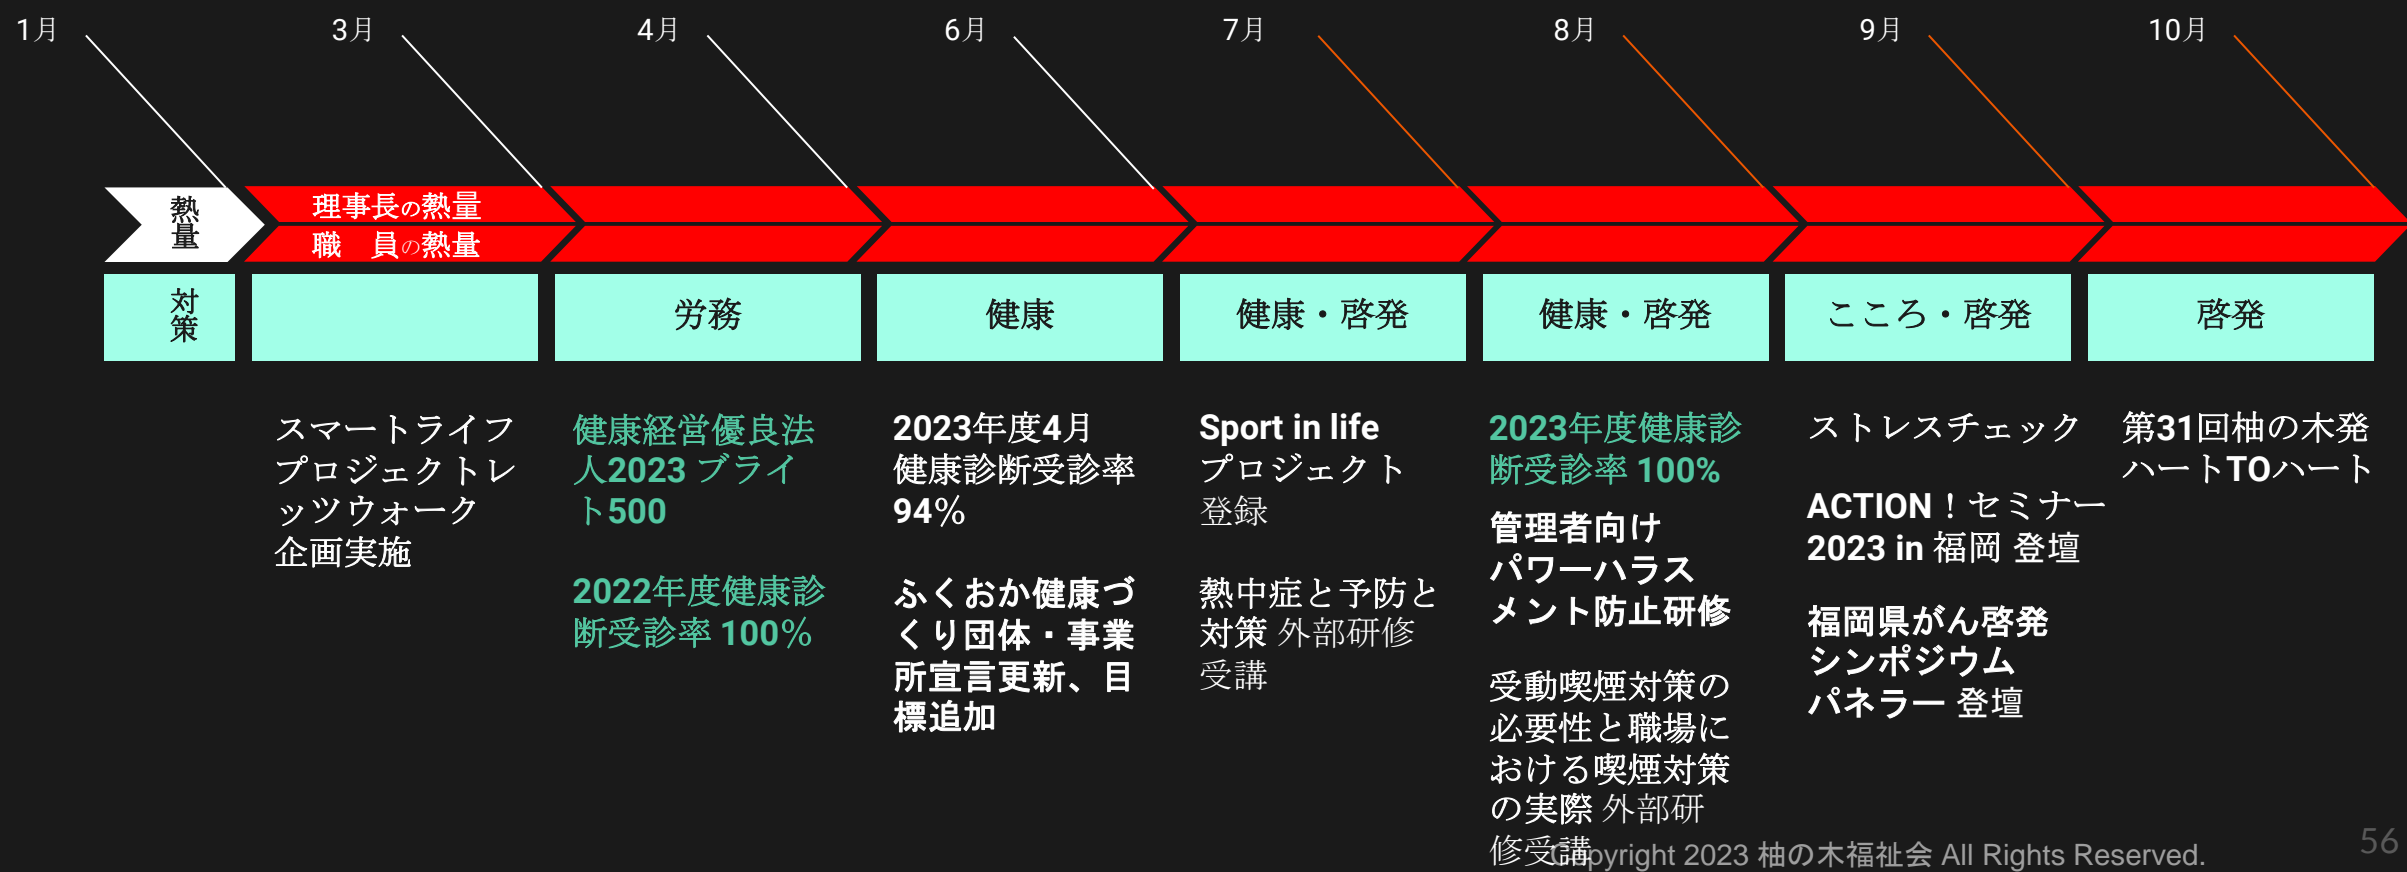 1月
3月
4月
6月
7月
8月
9月
10月
熱量
理事長の熱量
職　員の熱量
対策
労務
健康
健康・啓発
健康・啓発
こころ・啓発
啓発
スマートライフ
プロジェクトレ
ッツウォーク
企画実施
健康経営優良法
人2023 ブライ
ト500
2022年度健康診
断受診率 100%
2023年度4月
健康診断受診率
94%
ふくおか健康づ
くり団体・事業
所宣言更新、目
標追加
Sport in life
プロジェクト
登録
熱中症と予防と
対策 外部研修
受講
2023年度健康診
断受診率 100%
管理者向け
パワーハラス
メント防止研修
受動喫煙対策の
必要性と職場に
おける喫煙対策
の実際 外部研
修受講
ストレスチェック
ACTION！セミナー
2023 in 福岡 登壇
福岡県がん啓発
シンポジウム
パネラー 登壇
第31回柚の木発
ハートTOハート
Copyright 2023 柚の木福祉会 All Rights Reserved.
56